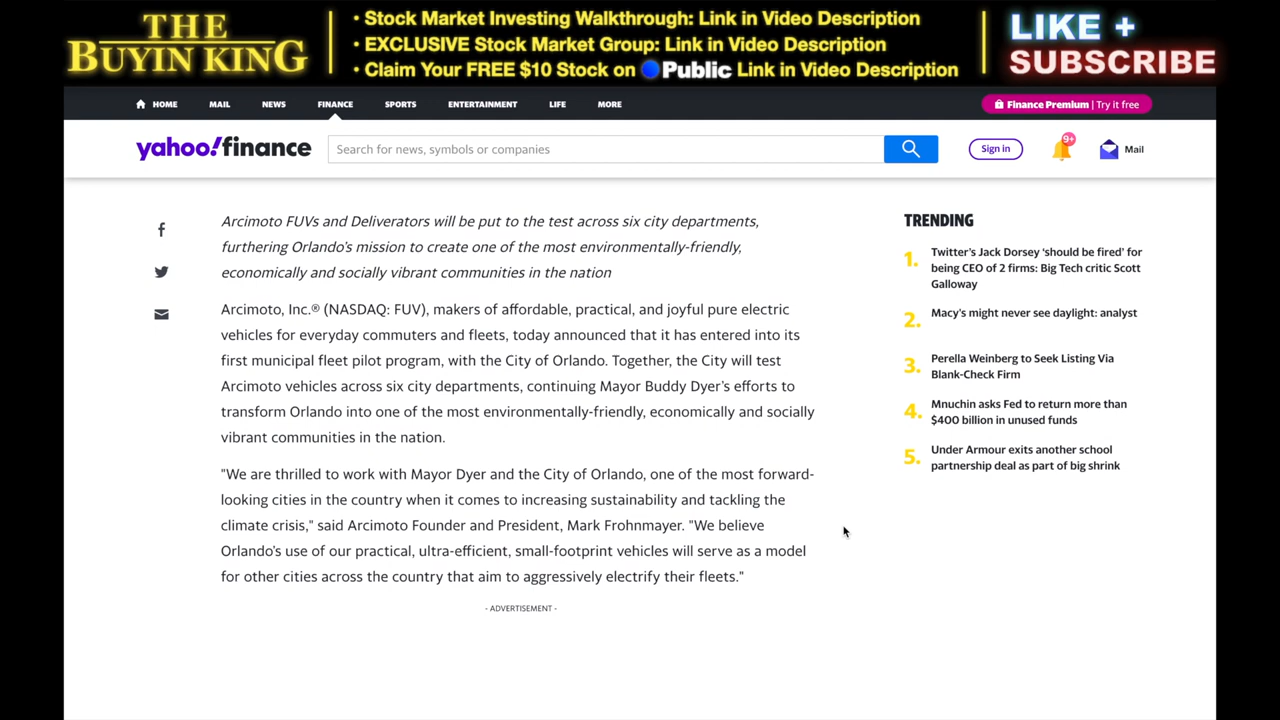 THE
BUYIN KING
• Stock Market Investing Walkthrough: Link in Video Description
• EXCLUSIVE Stock Market Group: Link in Video Description
• Claim Your FREE $10 Stock on Public Link in Video Description
LIKE +
SUBSCRIBE
HOME MAIL NEWS FINANCE SPORTS ENTERTAINMENT LIFE MORE
Finance Premium | Try it free
yahoo!finance
Search for news, symbols or companies
Sign in
9+
Mail
Arcimoto FUVs and Deliverators will be put to the test across six city departments,
furthering Orlando's mission to create one of the most environmentally-friendly,
economically and socially vibrant communities in the nation
Arcimoto, Inc.® (NASDAQ: FUV), makers of affordable, practical, and joyful pure electric
vehicles for everyday commuters and fleets, today announced that it has entered into its
first municipal fleet pilot program, with the City of Orlando. Together, the City will test
Arcimoto vehicles across six city departments, continuing Mayor Buddy Dyer's efforts to
transform Orlando into one of the most environmentally-friendly, economically and socially
vibrant communities in the nation.
"We are thrilled to work with Mayor Dyer and the City of Orlando, one of the most forward-
looking cities in the country when it comes to increasing sustainability and tackling the
climate crisis," said Arcimoto Founder and President, Mark Frohnmayer. "We believe
Orlando's use of our practical, ultra-efficient, small-footprint vehicles will serve as a model
for other cities across the country that aim to aggressively electrify their fleets."
- ADVERTISEMENT -
TRENDING
1. Twitter's Jack Dorsey 'should be fired' for
being CEO of 2 firms: Big Tech critic Scott
Galloway
2. Macy's might never see daylight: analyst
3. Perella Weinberg to Seek Listing Via
Blank-Check Firm
4. Mnuchin asks Fed to return more than
$400 billion in unused funds
5. Under Armour exits another school
partnership deal as part of big shrink